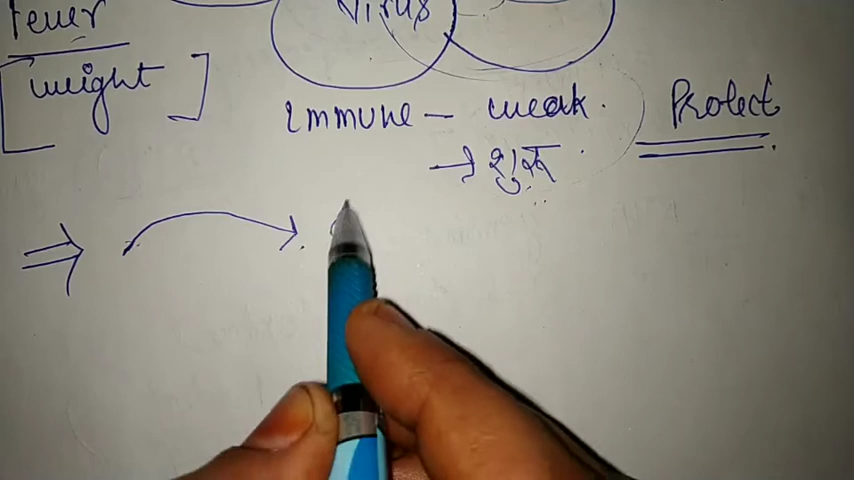 Fever
Virus
weight
Immune - weak. Protect
→ शुरू